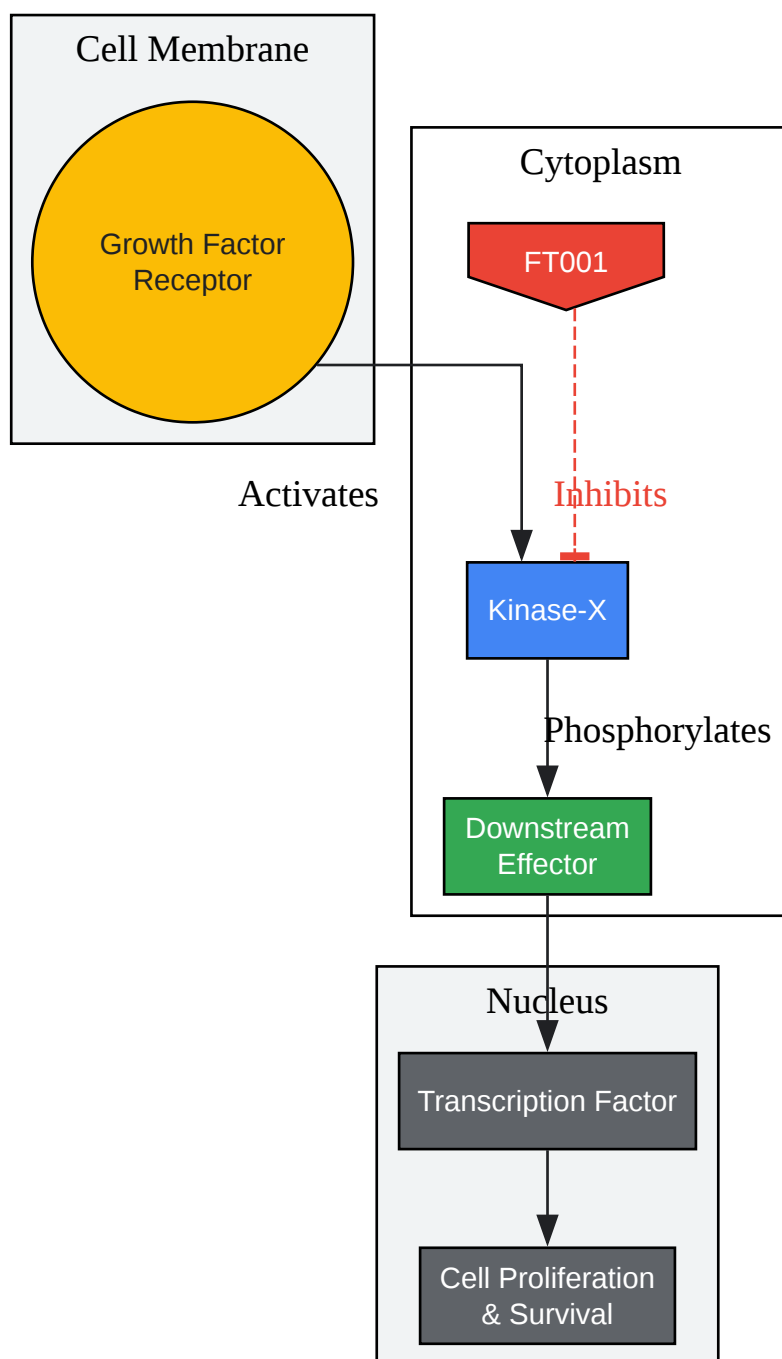 Cell Membrane
Growth Factor
Receptor
Cytoplasm
FT001
Activates
Inhibits
Kinase-X
Phosphorylates
Downstream
Effector
Nucleus
Transcription Factor
Cell Proliferation
& Survival